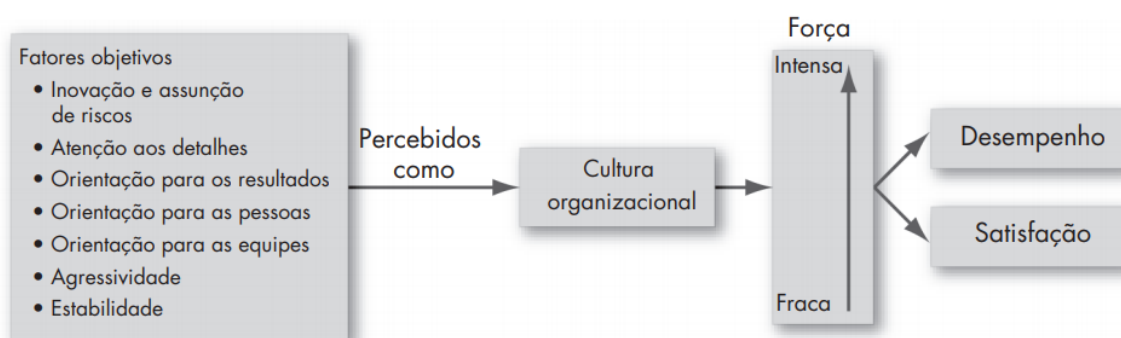 Fatores objetivos
• Inovação e assunção
de riscos
• Atenção aos detalhes
• Orientação para os resultados
• Orientação para as pessoas
• Orientação para as equipes
• Agressividade
• Estabilidade
Percebidos
como
Cultura
organizacional
Força
Intensa
Fraca
Desempenho
Satisfação